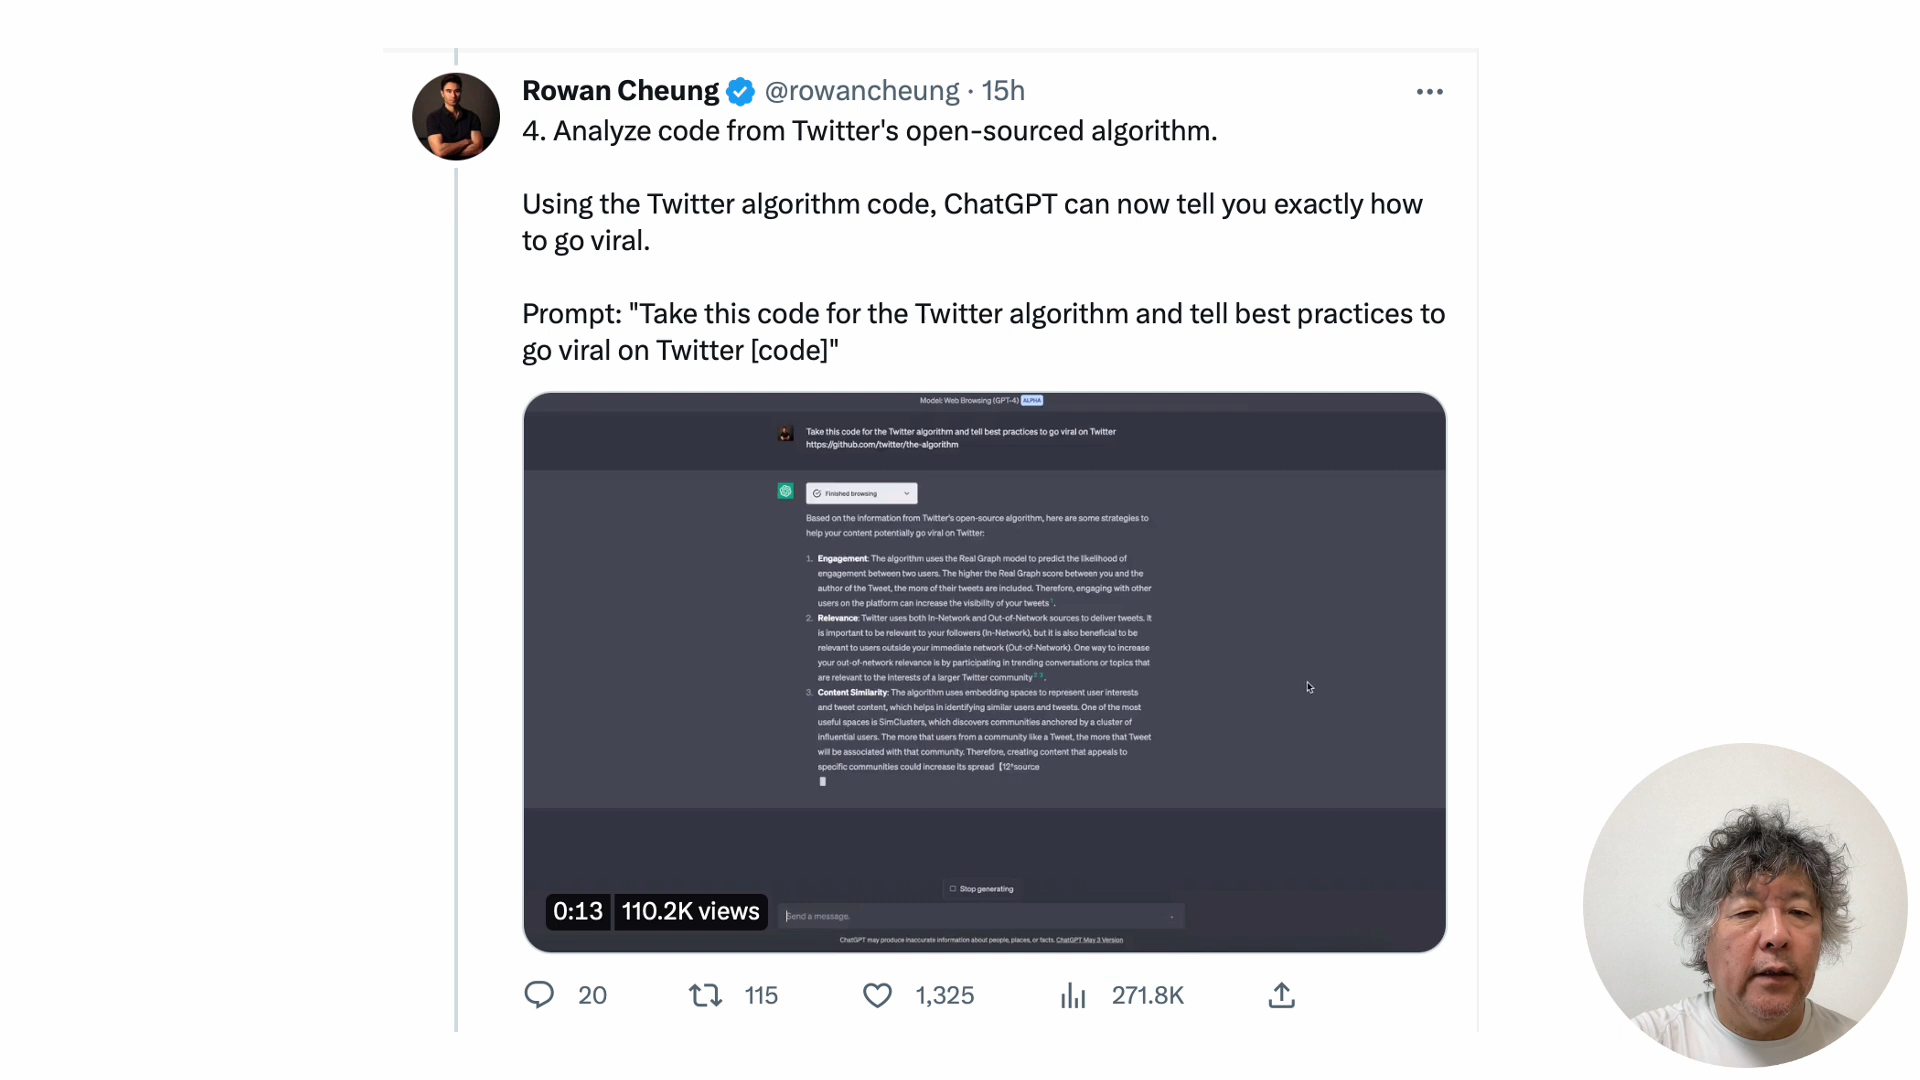 Rowan Cheung @rowancheung · 15h
4. Analyze code from Twitter's open-sourced algorithm.
Using the Twitter algorithm code, ChatGPT can now tell you exactly how
to go viral.
Prompt: "Take this code for the Twitter algorithm and tell best practices to
go viral on Twitter [code]"
Model: Web Browsing (GPT-4) ALPHA
Take this code for the Twitter algorithm and tell best practices to go viral on Twitter
https://github.com/twitter/the-algorithm
Finished browsing
Based on the information from Twitter's open-source algorithm, here are some strategies to
help your content potentially go viral on Twitter:
1. Engagement: The algorithm uses the Real Graph model to predict the likelihood of
engagement between two users. The higher the Real Graph score between you and the
author of the Tweet, the more of their tweets are included. Therefore, engaging with other
users on the platform can increase the visibility of your tweets
2. Relevance: Twitter uses both In-Network and Out-of-Network sources to deliver tweets. It
is important to be relevant to your followers (In-Network), but it is also beneficial to be
relevant to users outside your immediate network (Out-of-Network). One way to increase
your out-of-network relevance is by participating in trending conversations or topics that
are relevant to the interests of a larger Twitter community
3. Content Similarity: The algorithm uses embedding spaces to represent user interests
and tweet content, which helps in identifying similar users and tweets. One of the most
useful spaces is SimClusters, which discovers communities anchored by a cluster of
influential users. The more that users from a community like a Tweet, the more that Tweet
will be associated with that community. Therefore, creating content that appeals to
specific communities could increase its spread 【12†source
Stop generating
0:13 110.2K views
Send a message.
ChatGPT may produce inaccurate information about people, places, or facts. ChatGPT May 3 Version
20 115 1,325 271.8K